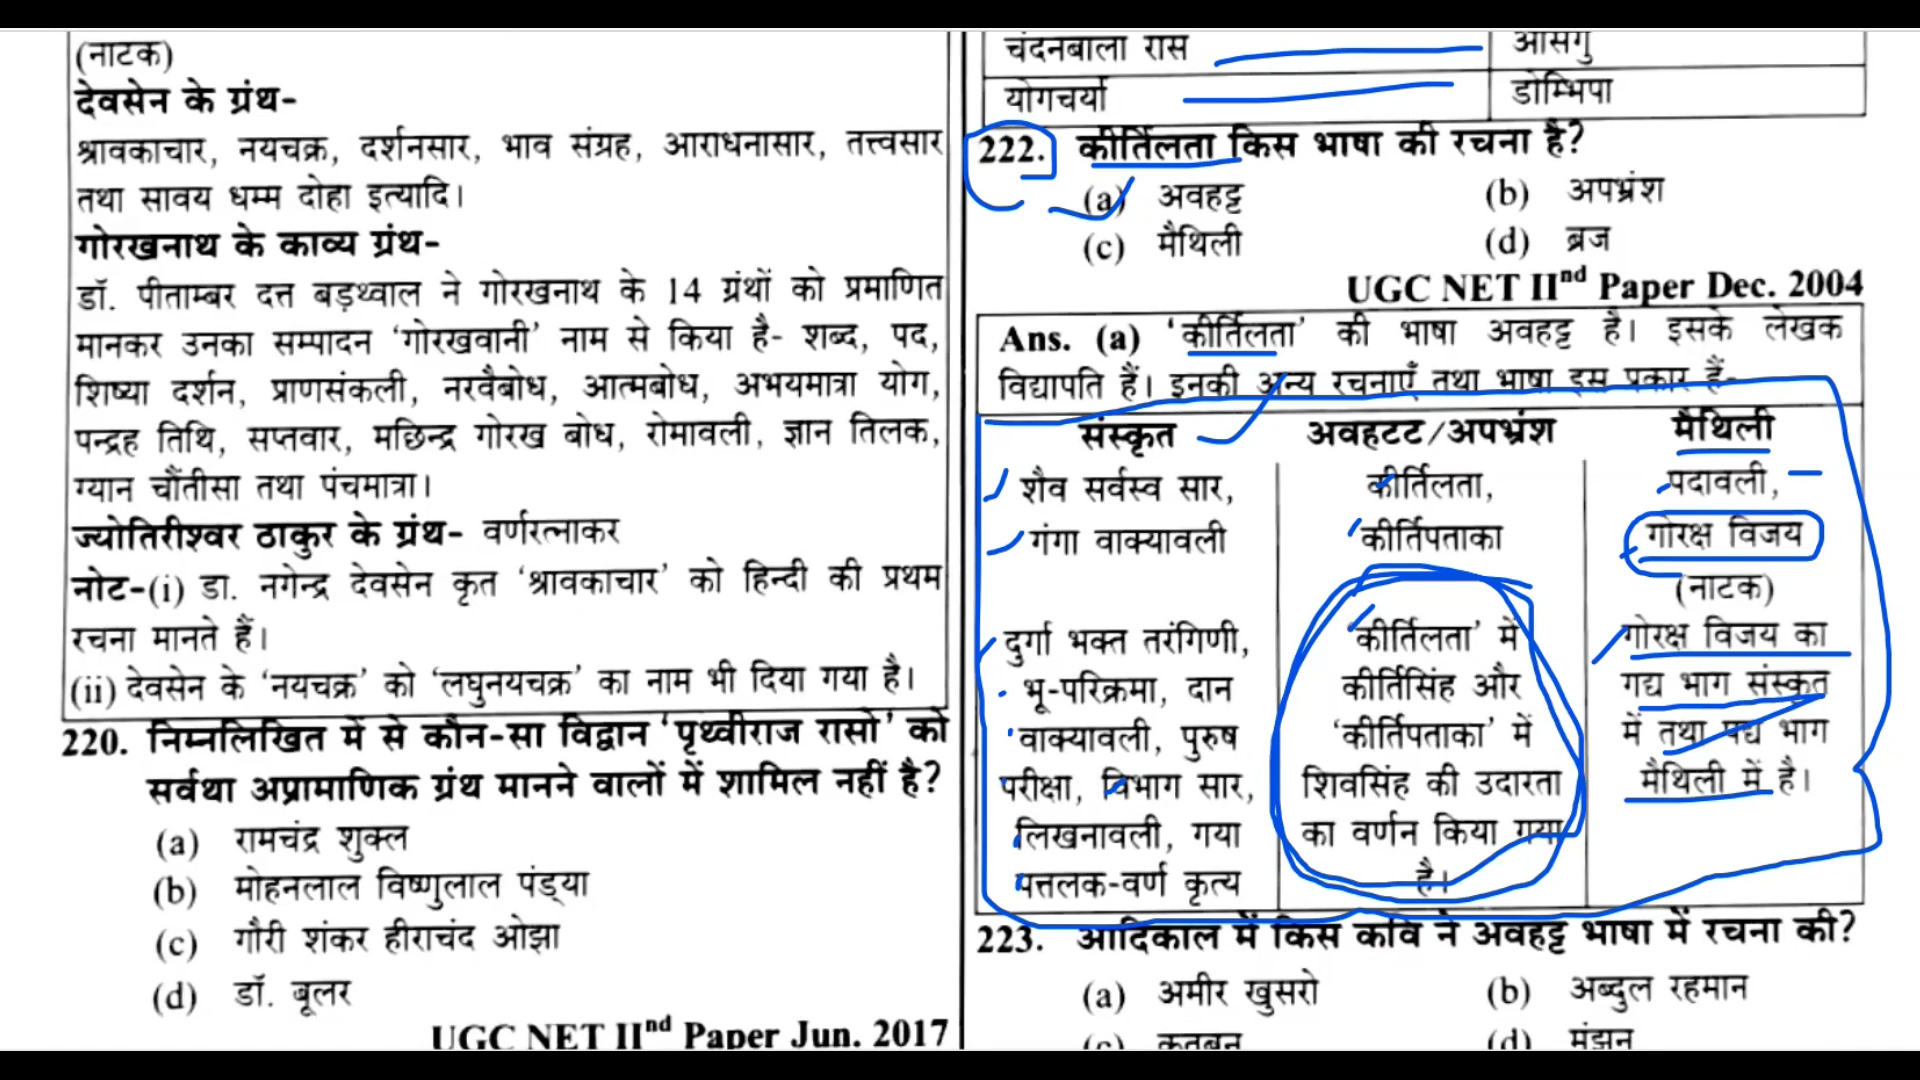 (नाटक)
देवसेन के ग्रंथ-
श्रावकाचार, नयचक्र, दर्शनसार, भाव संग्रह, आराधनासार, तत्त्वसार
तथा सावय धम्म दोहा इत्यादि।
गोरखनाथ के काव्य ग्रंथ-
डॉ. पीताम्बर दत्त बड़थ्वाल ने गोरखनाथ के 14 ग्रंथों को प्रमाणित
मानकर उनका सम्पादन ‘गोरखवानी’ नाम से किया है- शब्द, पद,
शिष्या दर्शन, प्राणसंकली, नरवैबोध, आत्मबोध, अभयमात्रा योग,
पन्द्रह तिथि, सप्तवार, मछिन्द्र गोरख बोध, रोमावली, ज्ञान तिलक,
ग्यान चौंतीसा तथा पंचमात्रा।
ज्योतिरीश्वर ठाकुर के ग्रंथ- वर्णरत्नाकर
नोट-(i) डा. नगेन्द्र देवसेन कृत ‘श्रावकाचार’ को हिन्दी की प्रथम
रचना मानते हैं।
(ii) देवसेन के ‘नयचक्र’ को ‘लघुनयचक्र’ का नाम भी दिया गया है।
220. निम्नलिखित में से कौन-सा विद्वान ‘पृथ्वीराज रासो’ को
सर्वथा अप्रामाणिक ग्रंथ मानने वालों में शामिल नहीं है?
(a) रामचंद्र शुक्ल
(b) मोहनलाल विष्णुलाल पंड्या
(c) गौरी शंकर हीराचंद ओझा
(d) डॉ. बूलर
UGC NET IInd Paper Jun. 2017
चंदनबाला रास आसगु
योगचर्या डोम्भिपा
222. कीर्तिलता किस भाषा की रचना है?
(a) अवहट्ट (b) अपभ्रंश
(c) मैथिली (d) ब्रज
UGC NET IInd Paper Dec. 2004
Ans. (a) ‘कीर्तिलता’ की भाषा अवहट्ट है। इसके लेखक
विद्यापति हैं। इनकी अन्य रचनाएँ तथा भाषा इस प्रकार हैं-
संस्कृत अवहटट/अपभ्रंश मैथिली
शैव सर्वस्व सार, कीर्तिलता, पदावली,
गंगा वाक्यावली कीर्तिपताका गोरक्ष विजय
(नाटक)
दुर्गा भक्त तरंगिणी, ‘कीर्तिलता’ में गोरक्ष विजय का
भू-परिक्रमा, दान कीर्तिसिंह और गद्य भाग संस्कृत
वाक्यावली, पुरुष ‘कीर्तिपताका’ में में तथा पद्य भाग
परीक्षा, विभाग सार, शिवसिंह की उदारता मैथिली में है।
लिखनावली, गया का वर्णन किया गया
पत्तलक-वर्ण कृत्य है।
223. आदिकाल में किस कवि ने अवहट्ट भाषा में रचना की?
(a) अमीर खुसरो (b) अब्दुल रहमान
(c) कुतुबन (d) मंझन